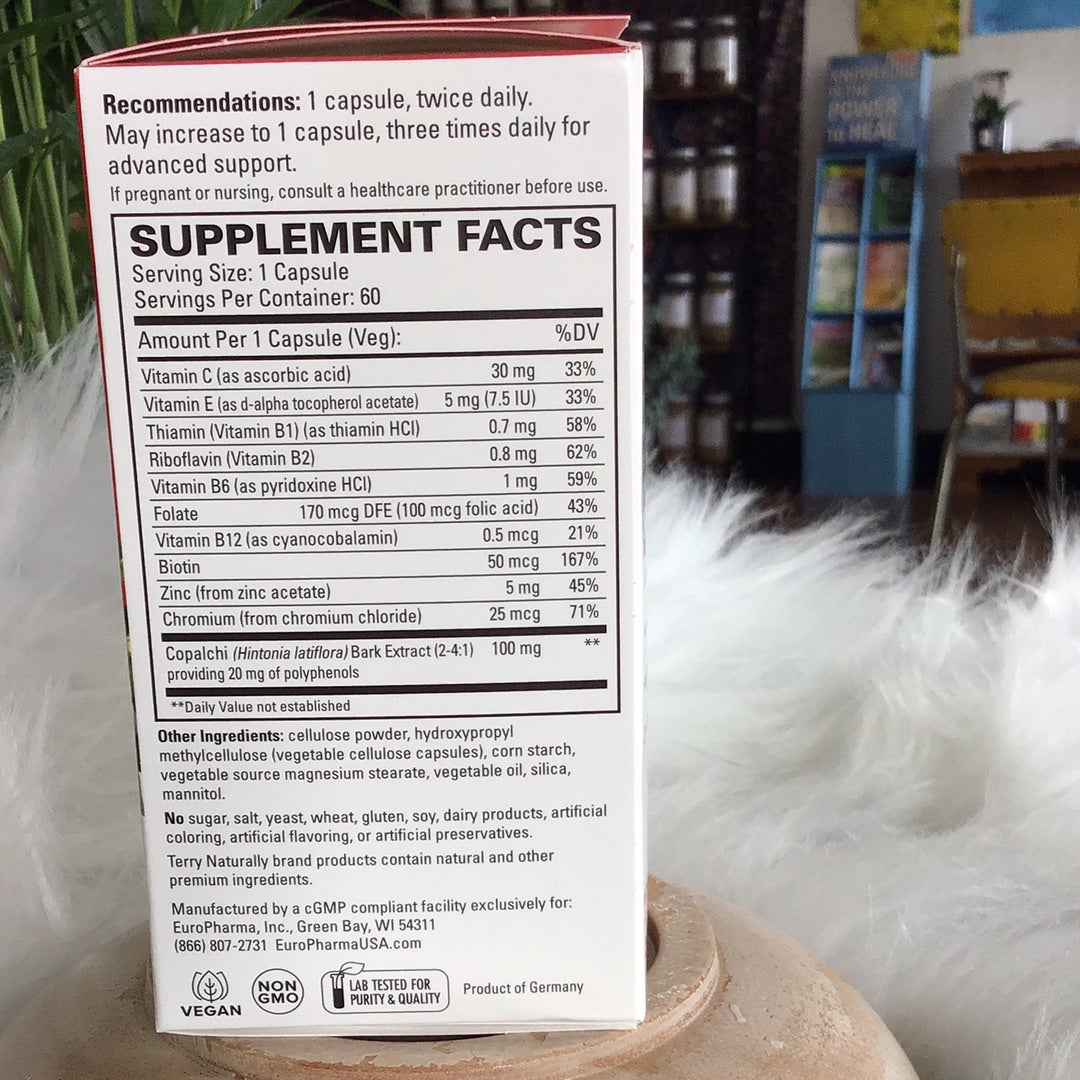 Recommendations: 1 capsule, twice daily.
May increase to 1 capsule, three times daily for
advanced support.
If pregnant or nursing, consult a healthcare practitioner before use.
SUPPLEMENT FACTS
Serving Size: 1 Capsule
Servings Per Container: 60
Amount Per 1 Capsule (Veg): %DV
Vitamin C (as ascorbic acid) 30 mg 33%
Vitamin E (as d-alpha tocopherol acetate) 5 mg (7.5 IU) 33%
Thiamin (Vitamin B1) (as thiamin HCl) 0.7 mg 58%
Riboflavin (Vitamin B2) 0.8 mg 62%
Vitamin B6 (as pyridoxine HCl) 1 mg 59%
Folate 170 mcg DFE (100 mcg folic acid) 43%
Vitamin B12 (as cyanocobalamin) 0.5 mcg 21%
Biotin 50 mcg 167%
Zinc (from zinc acetate) 5 mg 45%
Chromium (from chromium chloride) 25 mcg 71%
Copalchi (Hintonia latiflora) Bark Extract (2-4:1) 100 mg **
providing 20 mg of polyphenols
**Daily Value not established
Other Ingredients: cellulose powder, hydroxypropyl
methylcellulose (vegetable cellulose capsules), corn starch,
vegetable source magnesium stearate, vegetable oil, silica,
mannitol.
No sugar, salt, yeast, wheat, gluten, soy, dairy products, artificial
coloring, artificial flavoring, or artificial preservatives.
Terry Naturally brand products contain natural and other
premium ingredients.
Manufactured by a cGMP compliant facility exclusively for:
EuroPharma, Inc., Green Bay, WI 54311
(866) 807-2731 EuroPharmaUSA.com
VEGAN
NON
GMO
LAB TESTED FOR
PURITY & QUALITY
Product of Germany
KNOWLEDGE
IS THE
POWER
TO HEAL